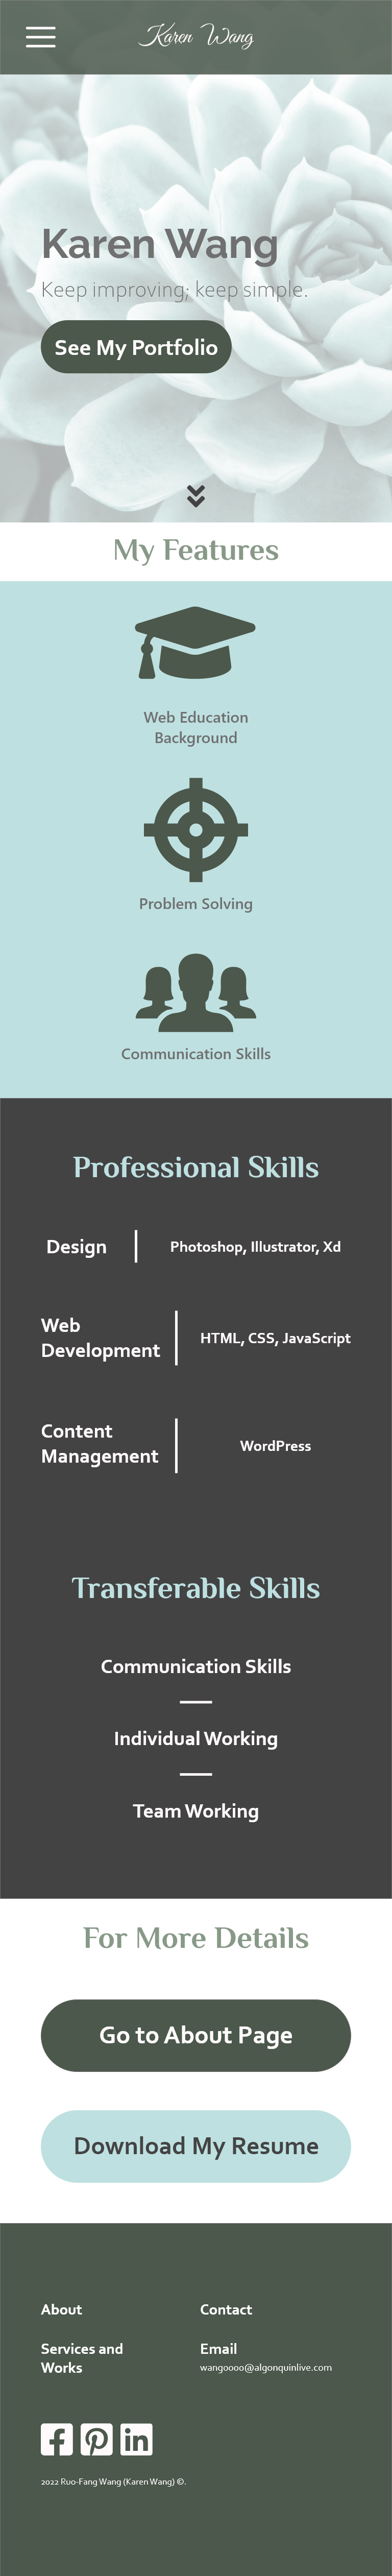 Karen Wang
Karen Wang
Keep improving; keep simple.
See My Portfolio
My Features
Web Education
Background
Problem Solving
Communication Skills
Professional Skills
Design
Photoshop, Illustrator, Xd
Web
Development
HTML, CSS, JavaScript
Content
Management
WordPress
Transferable Skills
Communication Skills
Individual Working
Team Working
For More Details
Go to About Page
Download My Resume
About
Contact
Services and
Works
Email
wang0000@algonquinlive.com
2022 Ruo-Fang Wang (Karen Wang) ©.